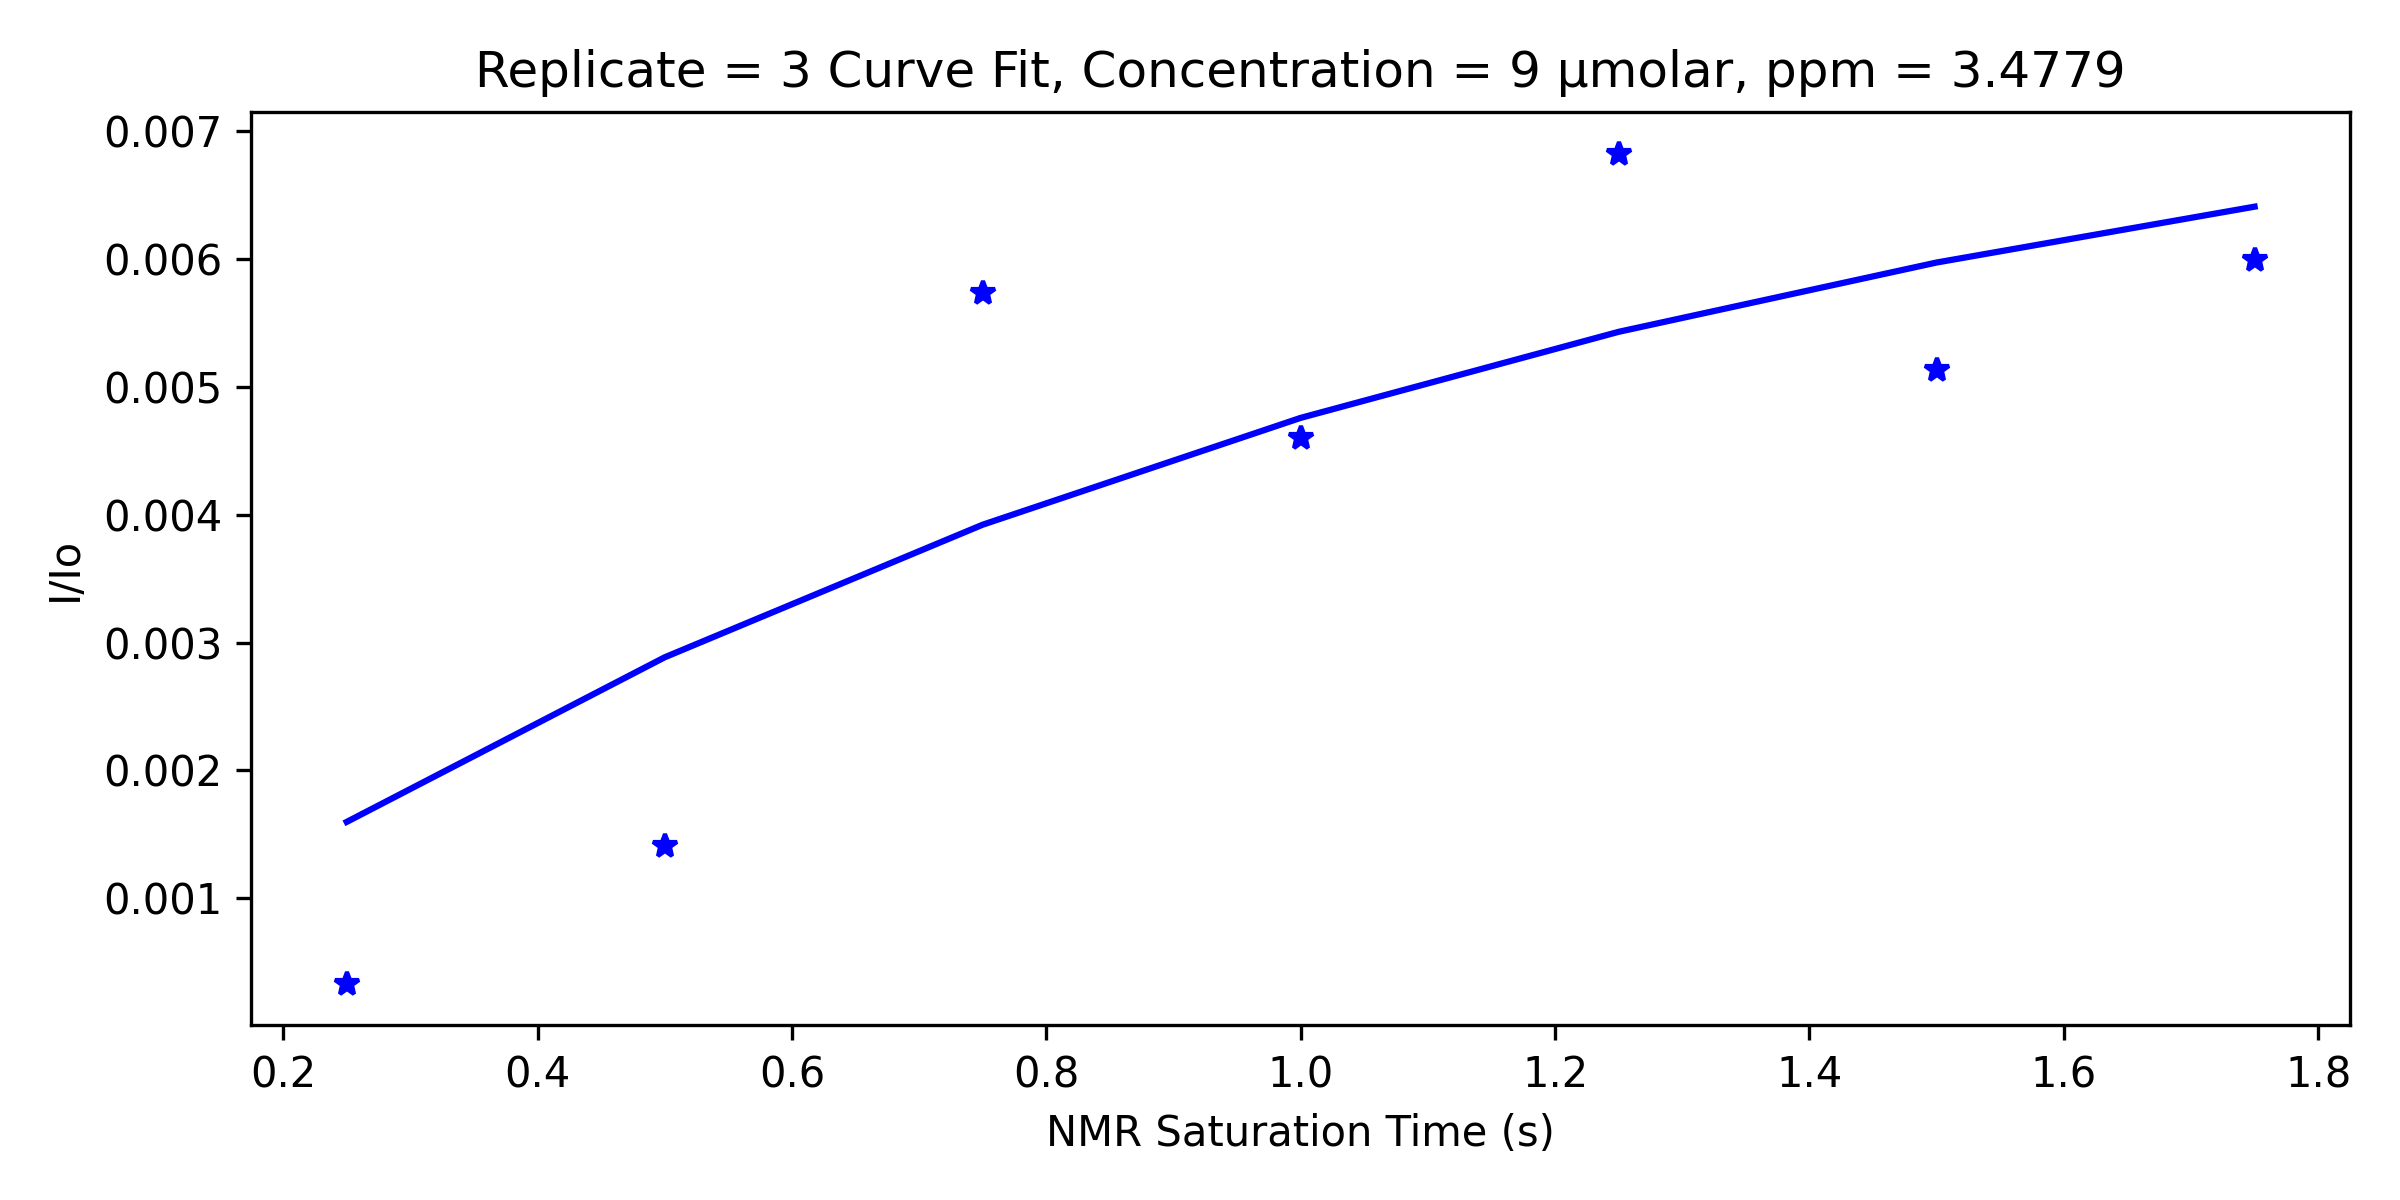 Replicate = 3 Curve Fit, Concentration = 9 μmolar, ppm = 3.4779
0.007
0.006
0.005
0.004
0.003
0.002
0.001
I/Io
0.2 0.4 0.6 0.8 1.0 1.2 1.4 1.6 1.8
NMR Saturation Time (s)